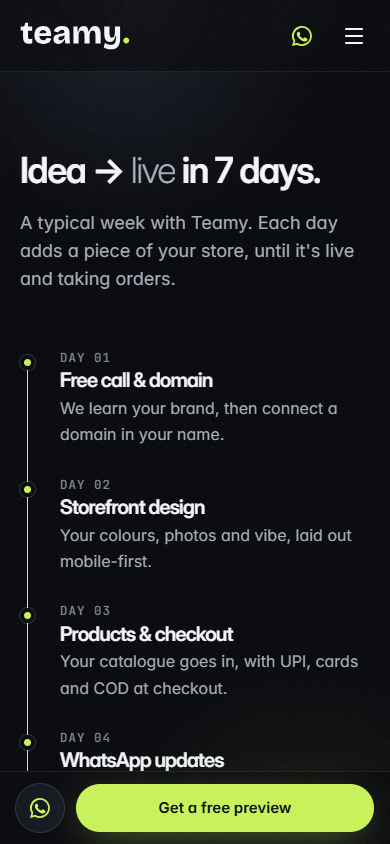 teamy.
Idea → live in 7 days.
A typical week with Teamy. Each day
adds a piece of your store, until it's live
and taking orders.
DAY 01
Free call & domain
We learn your brand, then connect a
domain in your name.
DAY 02
Storefront design
Your colours, photos and vibe, laid out
mobile-first.
DAY 03
Products & checkout
Your catalogue goes in, with UPI, cards
and COD at checkout.
DAY 04
WhatsApp updates
Get a free preview